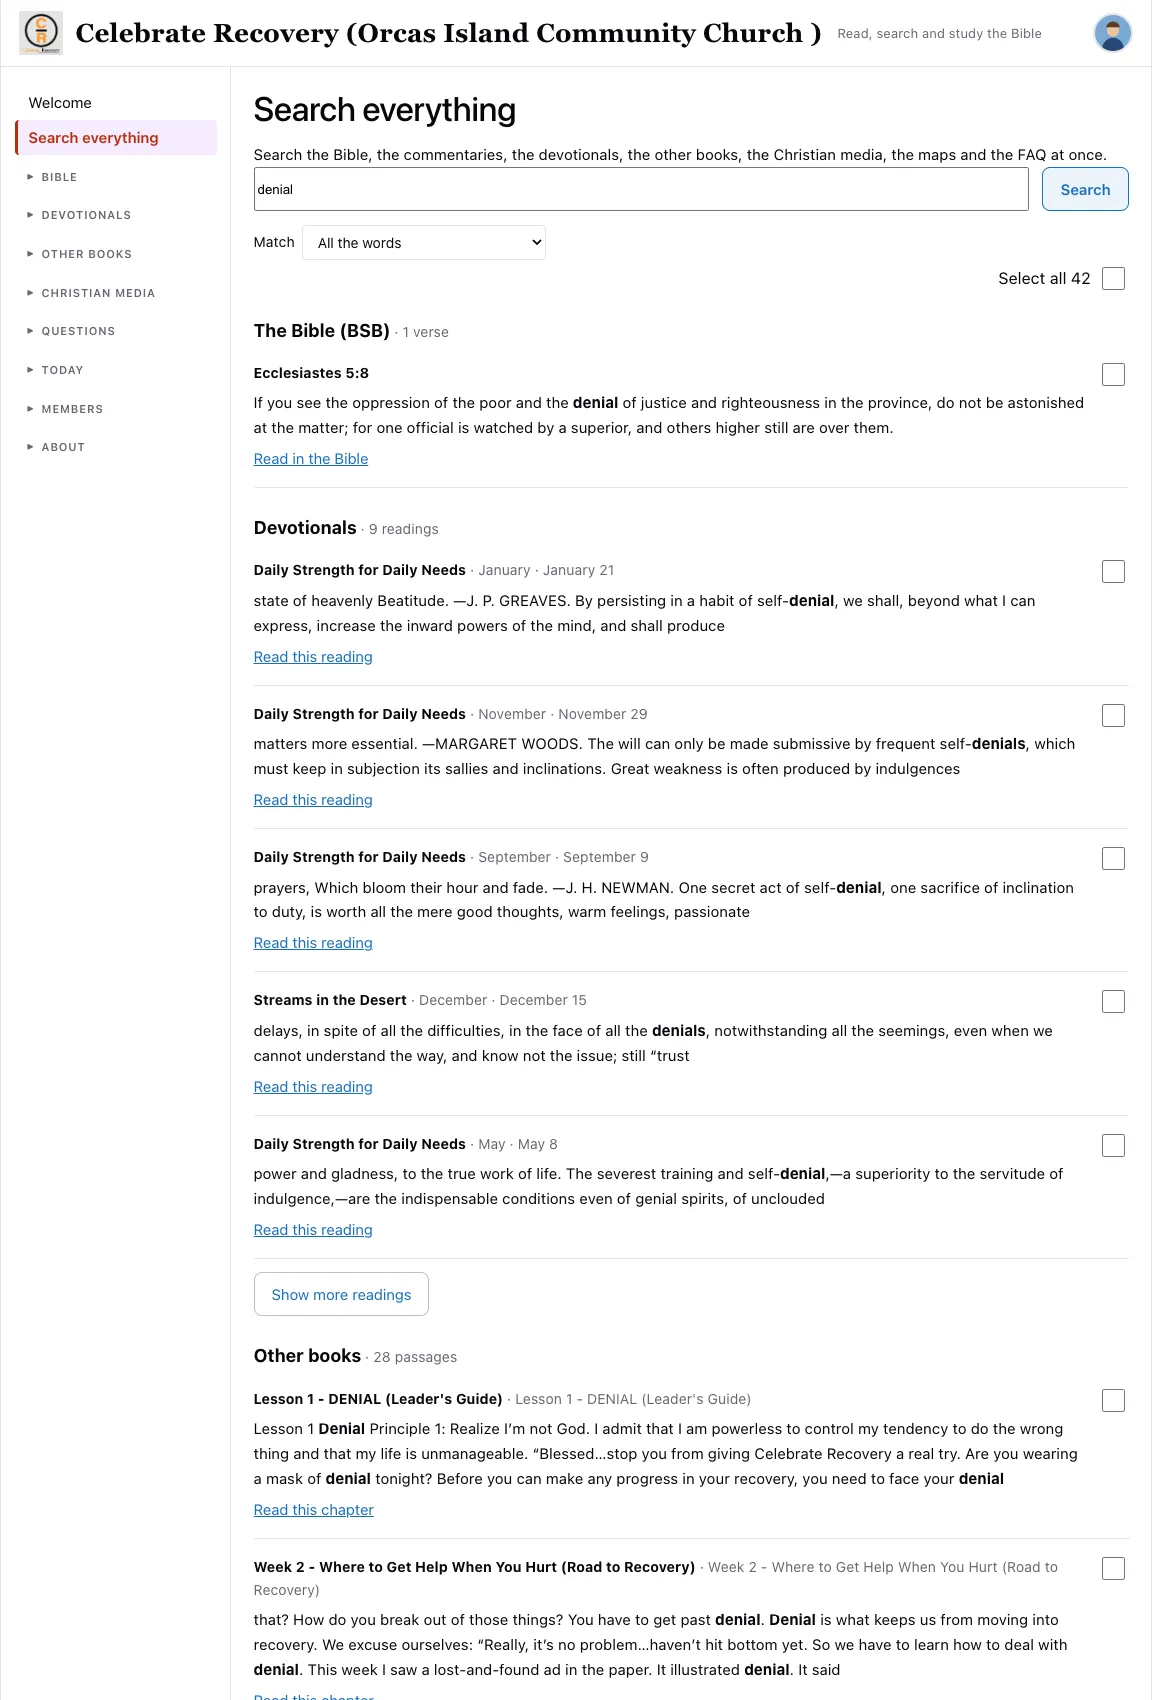 Celebrate Recovery (Orcas Island Community Church )
Read, search and study the Bible
Welcome
Search everything
BIBLE
DEVOTIONALS
OTHER BOOKS
CHRISTIAN MEDIA
QUESTIONS
TODAY
MEMBERS
ABOUT
Search everything
Search the Bible, the commentaries, the devotionals, the other books, the Christian media, the maps and the FAQ at once.
denial
Search
Match All the words
Select all 42
The Bible (BSB) · 1 verse
Ecclesiastes 5:8
If you see the oppression of the poor and the denial of justice and righteousness in the province, do not be astonished
at the matter; for one official is watched by a superior, and others higher still are over them.
Read in the Bible
Devotionals · 9 readings
Daily Strength for Daily Needs · January · January 21
state of heavenly Beatitude. —J. P. GREAVES. By persisting in a habit of self-denial, we shall, beyond what I can
express, increase the inward powers of the mind, and shall produce
Read this reading
Daily Strength for Daily Needs · November · November 29
matters more essential. —MARGARET WOODS. The will can only be made submissive by frequent self-denials, which
must keep in subjection its sallies and inclinations. Great weakness is often produced by indulgences
Read this reading
Daily Strength for Daily Needs · September · September 9
prayers, Which bloom their hour and fade. —J. H. NEWMAN. One secret act of self-denial, one sacrifice of inclination
to duty, is worth all the mere good thoughts, warm feelings, passionate
Read this reading
Streams in the Desert · December · December 15
delays, in spite of all the difficulties, in the face of all the denials, notwithstanding all the seemings, even when we
cannot understand the way, and know not the issue; still “trust
Read this reading
Daily Strength for Daily Needs · May · May 8
power and gladness, to the true work of life. The severest training and self-denial,—a superiority to the servitude of
indulgence,—are the indispensable conditions even of genial spirits, of unclouded
Read this reading
Show more readings
Other books · 28 passages
Lesson 1 - DENIAL (Leader's Guide) · Lesson 1 - DENIAL (Leader's Guide)
Lesson 1 Denial Principle 1: Realize I’m not God. I admit that I am powerless to control my tendency to do the wrong
thing and that my life is unmanageable. “Blessed…stop you from giving Celebrate Recovery a real try. Are you wearing
a mask of denial tonight? Before you can make any progress in your recovery, you need to face your denial
Read this chapter
Week 2 - Where to Get Help When You Hurt (Road to Recovery) · Week 2 - Where to Get Help When You Hurt (Road to
Recovery)
that? How do you break out of those things? You have to get past denial. Denial is what keeps us from moving into
recovery. We excuse ourselves: “Really, it’s no problem…haven’t hit bottom yet. So we have to learn how to deal with
denial. This week I saw a lost-and-found ad in the paper. It illustrated denial. It said
Read this chapter